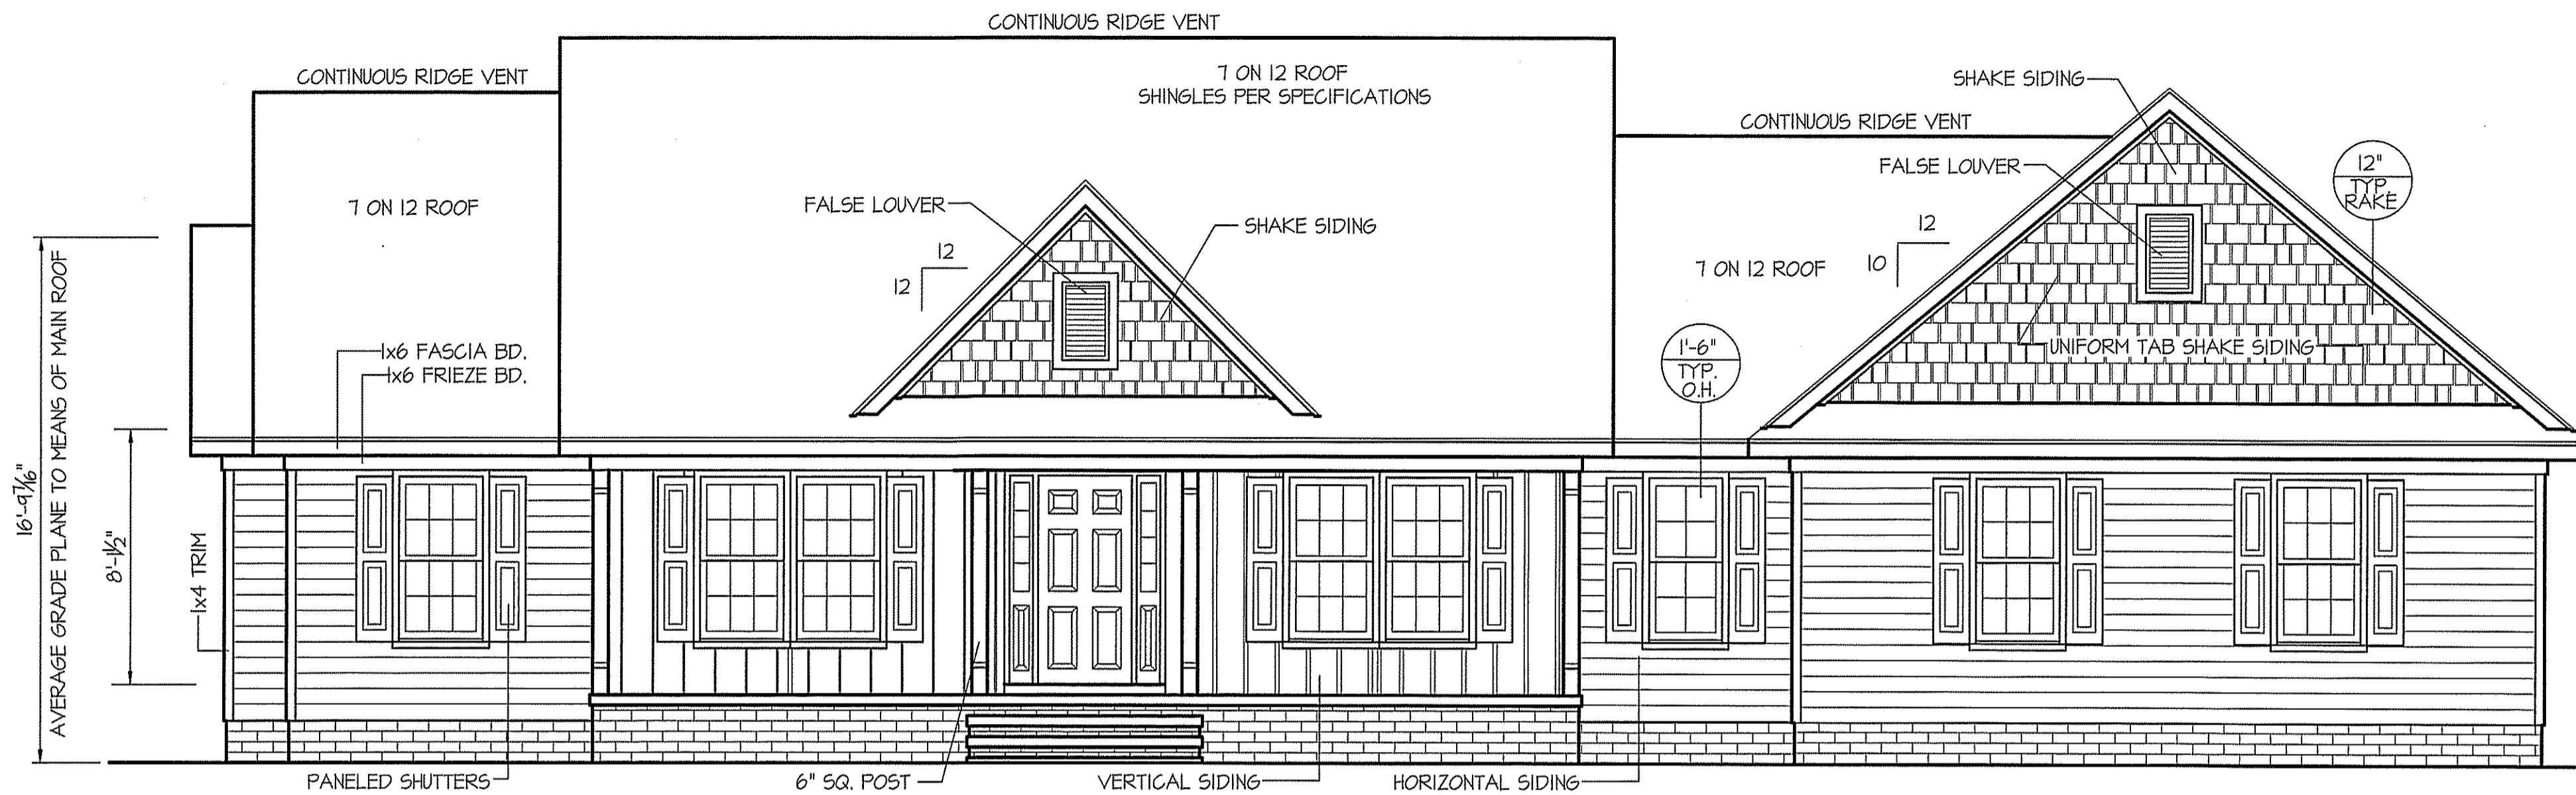 CONTINUOUS RIDGE VENT
CONTINUOUS RIDGE VENT
7 ON 12 ROOF
SHINGLES PER SPECIFICATIONS
SHAKE SIDING
CONTINUOUS RIDGE VENT
FALSE LOUVER
12"
TYP.
RAKE
7 ON 12 ROOF
FALSE LOUVER
SHAKE SIDING
12
12
12
10
7 ON 12 ROOF
1x6 FASCIA BD.
1x6 FRIEZE BD.
1'-6"
TYP.
O.H.
UNIFORM TAB SHAKE SIDING
16'-9 7/16"
AVERAGE GRADE PLANE TO MEANS OF MAIN ROOF
8'-1/2"
1x4 TRIM
PANELED SHUTTERS
6" SQ. POST
VERTICAL SIDING
HORIZONTAL SIDING